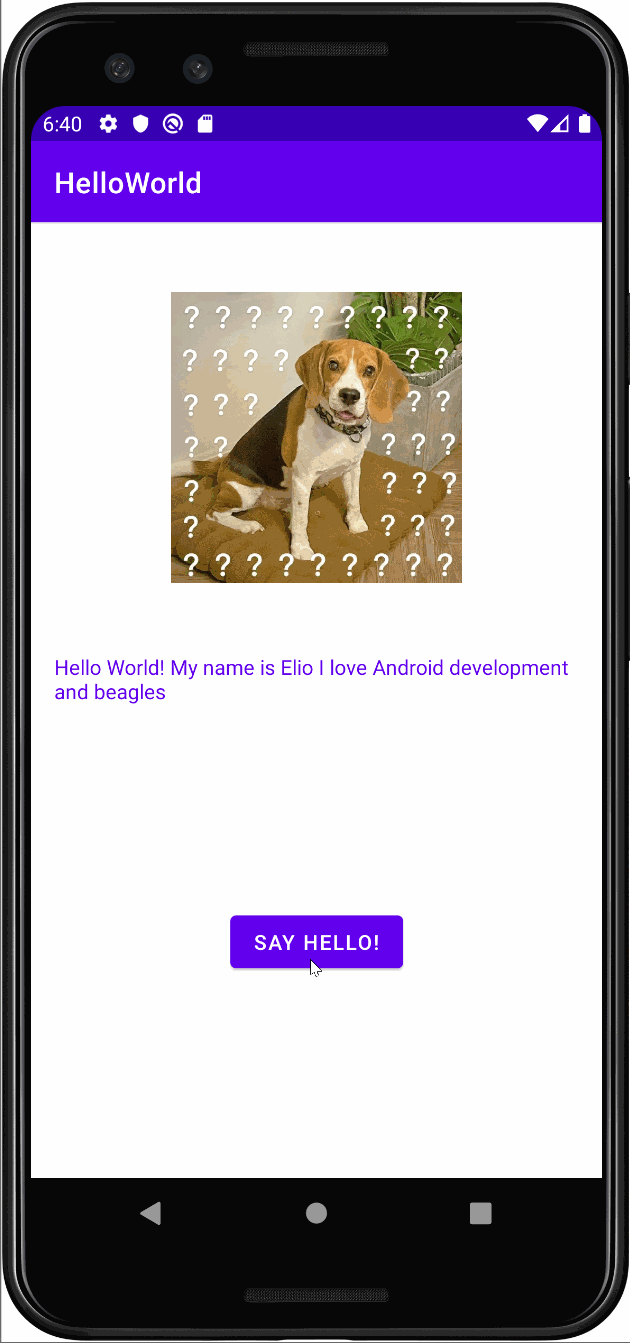 6:40
HelloWorld
? ? ? ? ? ? ? ? ?
? ? ? ? ? ?
? ? ? ? ?
? ? ? ? ?
? ? ? ?
? ? ? ?
? ? ? ? ? ? ? ? ?
Hello World! My name is Elio I love Android development
and beagles
SAY HELLO!